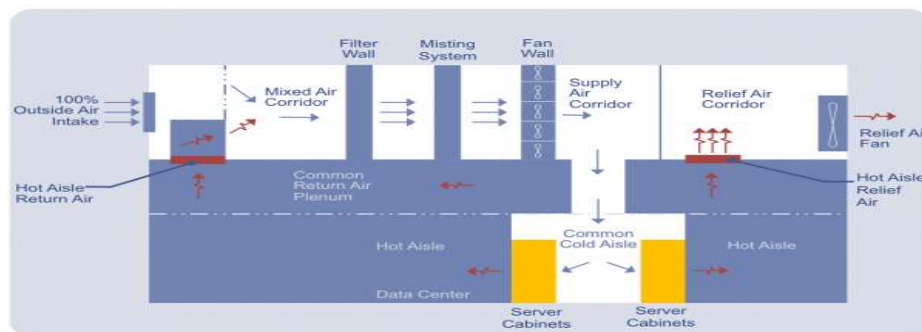 Filter
Wall
Misting
System
Fan
Wall
100%
Outside Air
Intake
Mixed Air
Corridor
Supply
Air
Corridor
Relief Air
Corridor
Relief Air
Fan
Hot Aisle
Return Air
Common
Return Air
Plenum
Hot Aisle
Relief
Air
Hot Aisle
Common
Cold Aisle
Hot Aisle
Data Center
Server
Cabinets
Server
Cabinets